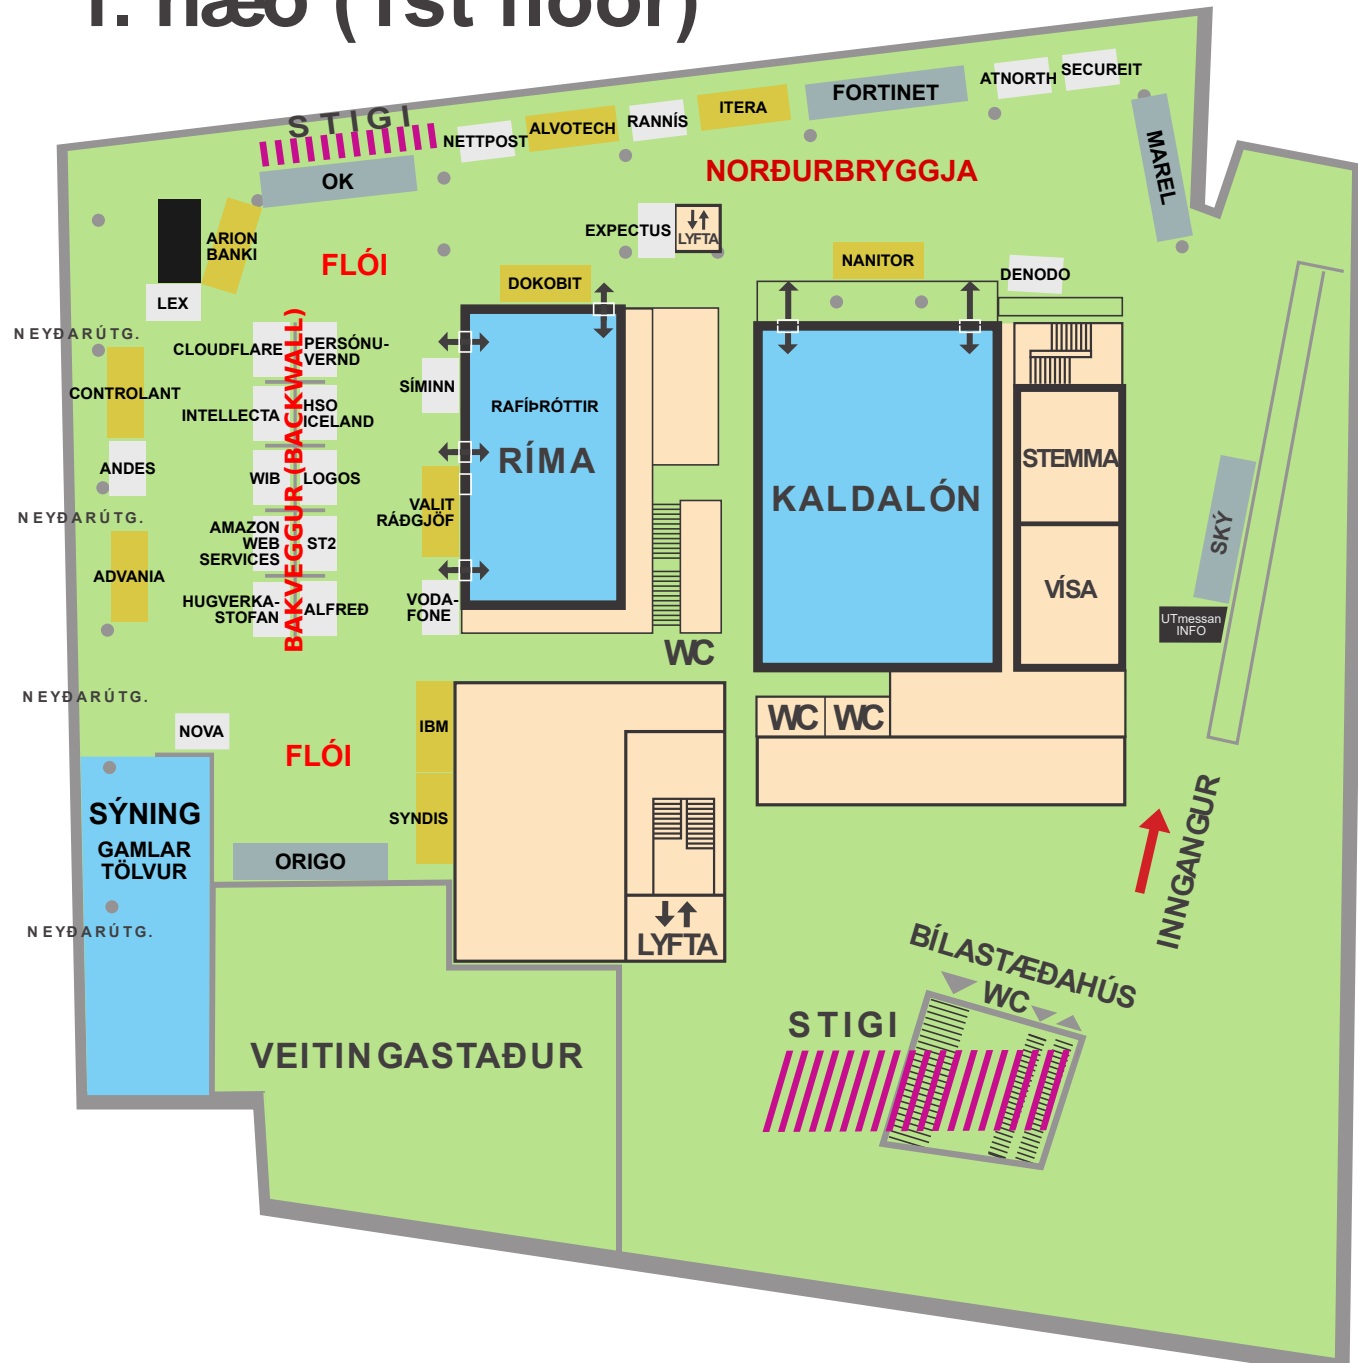 1. hæð (1st floor)
STIGI
NETTPOST
ALVOTECH
RANNÍS
ITERA
FORTINET
ATNORTH
SECUREIT
MAREL
OK
NORÐURBRYGGJA
ARION
BANKI
LEX
FLÓI
EXPECTUS
LYFTA
DOKOBIT
NANITOR
DENODO
NEYÐARÚTG.
CLOUDFLARE
PERSÓNU-
VERND
CONTROLANT
INTELLECTA
HSO
ICELAND
SÍMINN
RAFÍÞRÓTTIR
RÍMA
KALDALÓN
STEMMA
VÍSA
ANDES
WIB
LOGOS
BAKVEGGUR (BACKWALL)
VALIT
RÁÐGJÖF
NEYÐARÚTG.
AMAZON
WEB
SERVICES
ST2
ADVANIA
HUGVERKA-
STOFAN
ALFREÐ
VODA-
FONE
WC
SKÝ
UTmessan
INFO
NEYÐARÚTG.
NOVA
FLÓI
IBM
SYNDIS
WC
WC
SÝNING
GAMLAR
TÖLVUR
ORIGO
INNGANGUR
NEYÐARÚTG.
LYFTA
BÍLASTÆÐAHÚS
WC
STIGI
VEITINGASTAÐUR